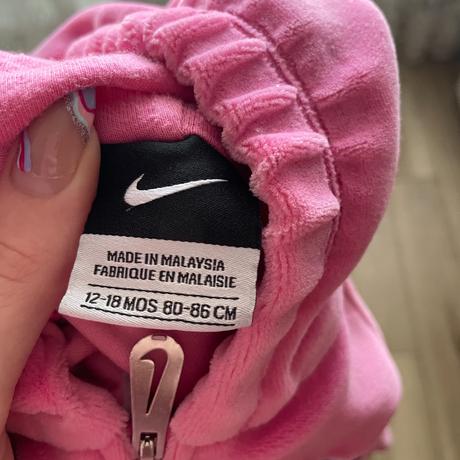 MADE IN MALAYSIA
FABRIQUE EN MALAISIE
12-18 MOS 80-86 CM